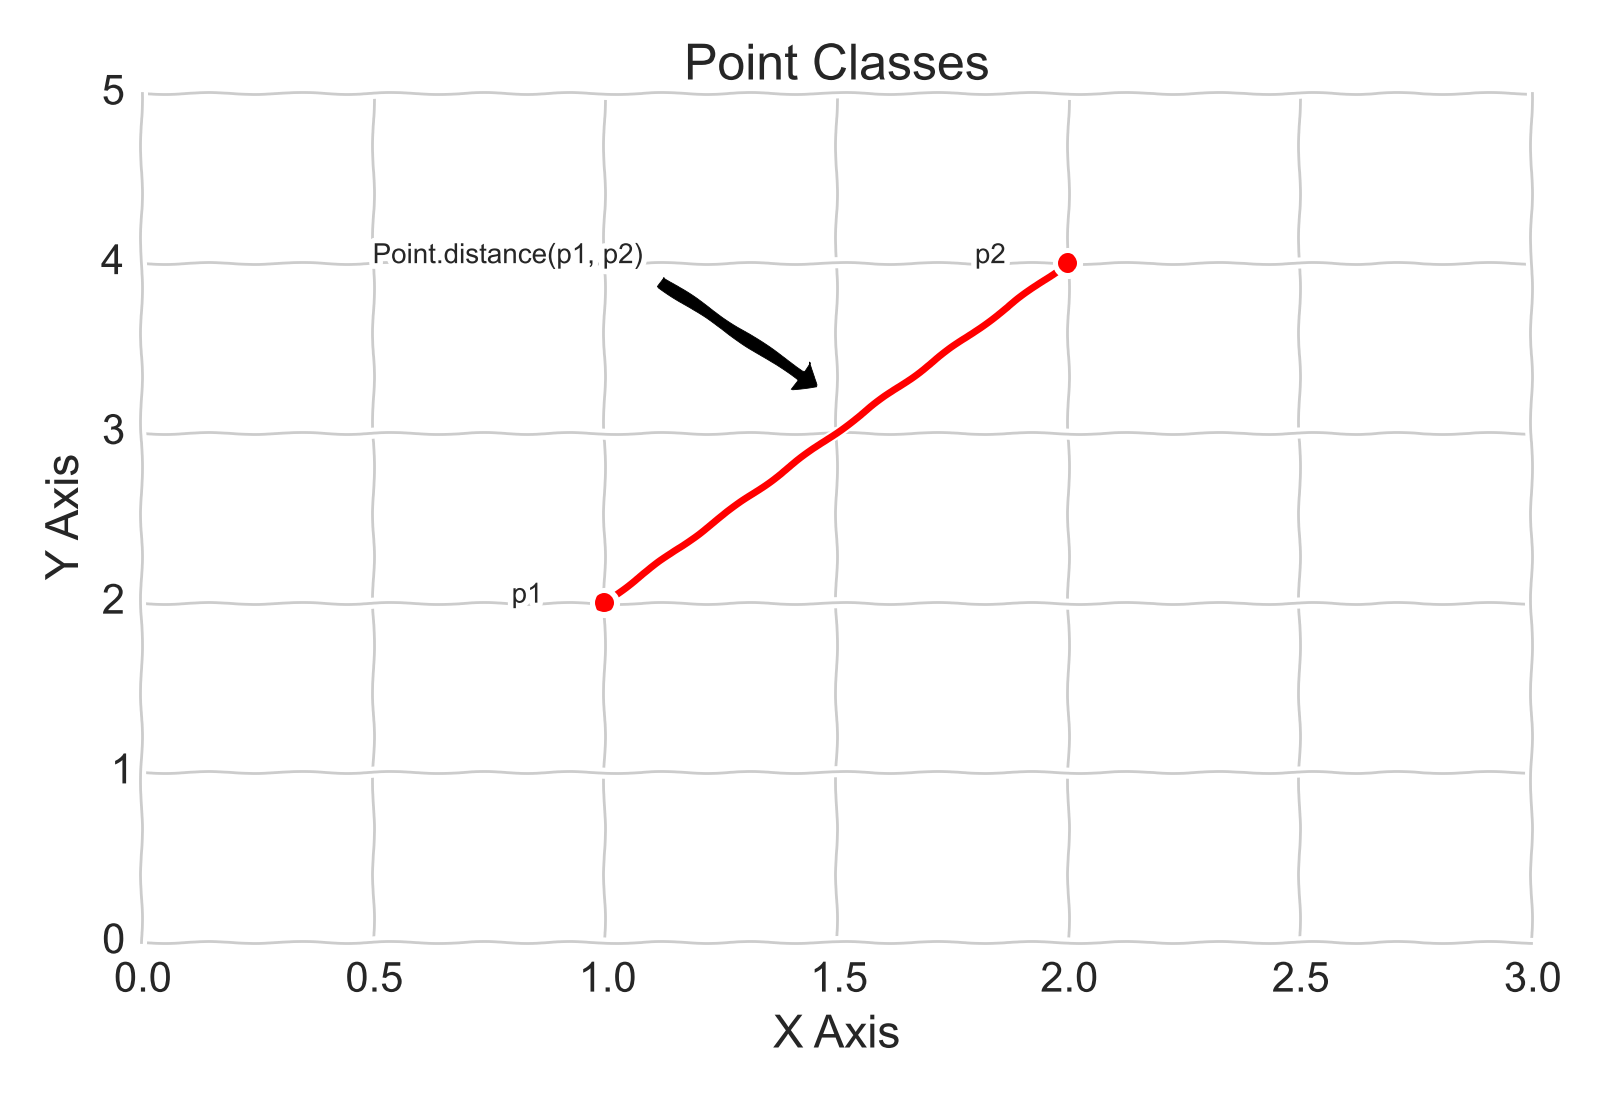 Point Classes
5
4
3
2
1
0
Y Axis
Point.distance(p1, p2)
p2
p1
0.0 0.5 1.0 1.5 2.0 2.5 3.0
X Axis